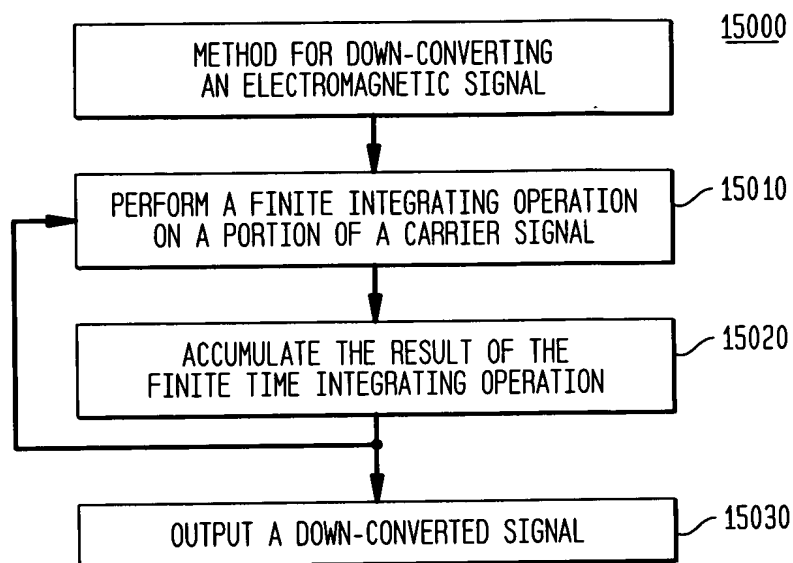 15000
METHOD FOR DOWN-CONVERTING
AN ELECTROMAGNETIC SIGNAL
PERFORM A FINITE INTEGRATING OPERATION
ON A PORTION OF A CARRIER SIGNAL
15010
ACCUMULATE THE RESULT OF THE
FINITE TIME INTEGRATING OPERATION
15020
OUTPUT A DOWN-CONVERTED SIGNAL
15030